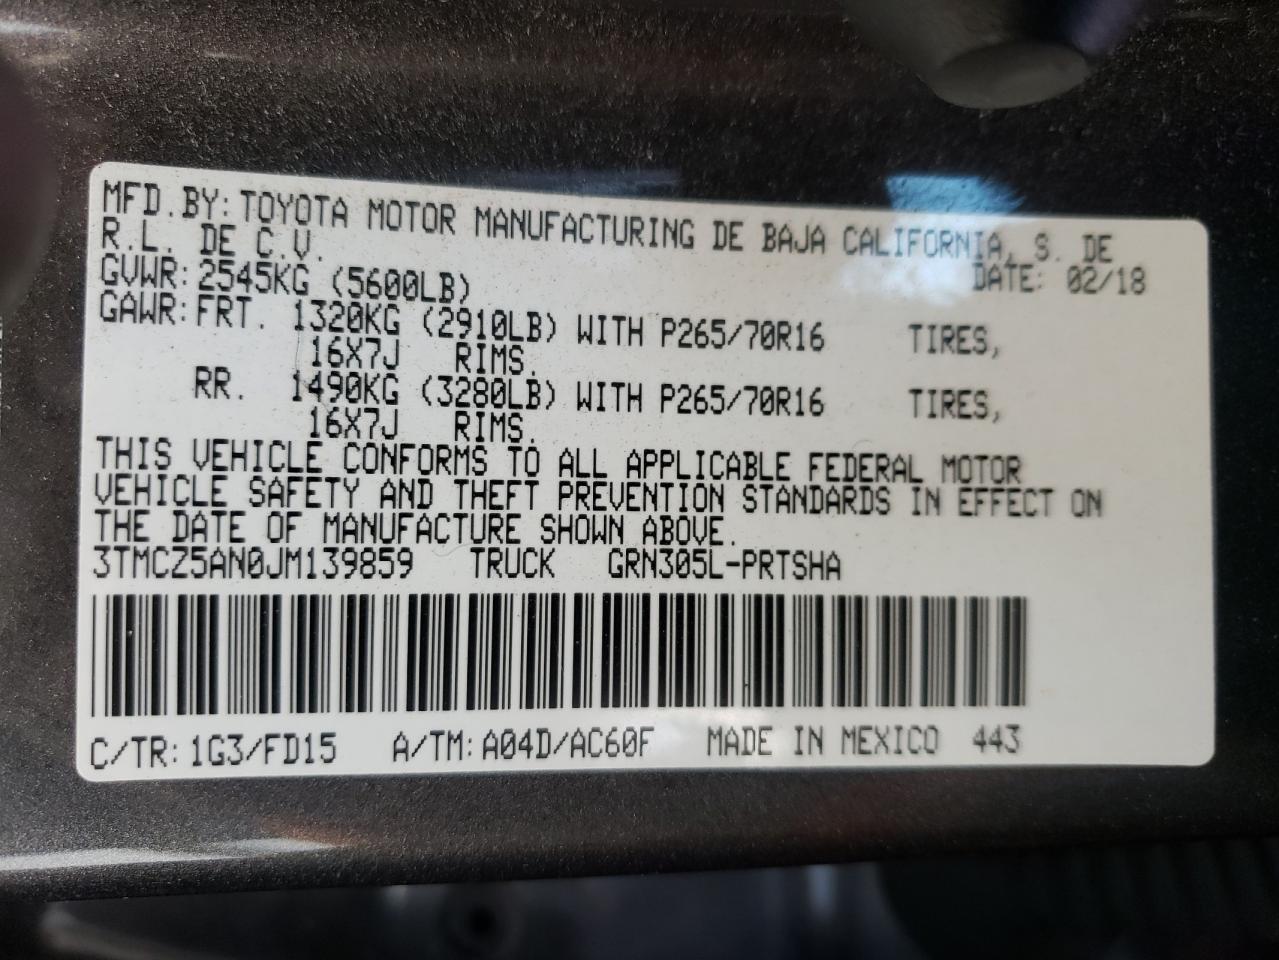 MFD.BY: TOYOTA MOTOR MANUFACTURING DE BAJA CALIFORNIA, S. DE
R.L. DE C.V.
GVWR: 2545KG (5600LB) DATE: 02/18
GAWR: FRT. 1320KG (2910LB) WITH P265/70R16 TIRES,
16X7J RIMS.
RR. 1490KG (3280LB) WITH P265/70R16 TIRES,
16X7J RIMS.
THIS VEHICLE CONFORMS TO ALL APPLICABLE FEDERAL MOTOR
VEHICLE SAFETY AND THEFT PREVENTION STANDARDS IN EFFECT ON
THE DATE OF MANUFACTURE SHOWN ABOVE.
3TMCZ5AN0JM139859 TRUCK GRN305L-PRTSHA
C/TR: 1G3/FD15 A/TM: A04D/AC60F MADE IN MEXICO 443